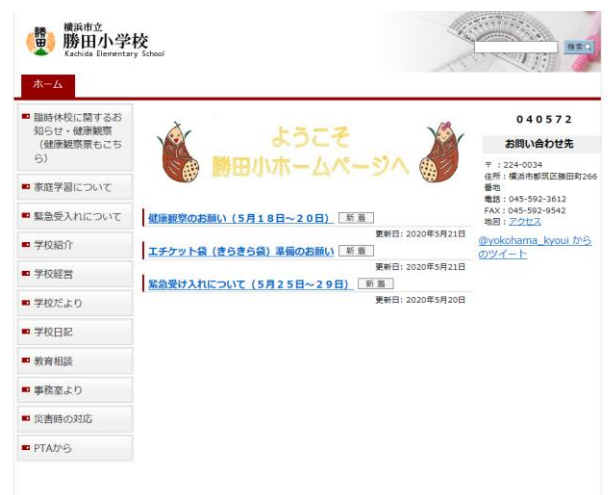 横浜市立
勝田小学校
Kachida Elementary School
勝
田
検索
ホーム
臨時休校に関するお
知らせ・健康観察
（健康観察票もこち
ら）
家庭学習について
緊急受入れについて
学校紹介
学校経営
学校だより
学校日記
教育相談
事務室より
災害時の対応
PTAから
ようこそ
勝田小ホームページへ
健康観察のお願い（５月１８日～２０日） 新着
更新日: 2020年5月21日
エチケット袋（きらきら袋）準備のお願い 新着
更新日: 2020年5月21日
緊急受け入れについて（５月２５日～２９日） 新着
更新日: 2020年5月20日
040572
お問い合わせ先
〒：224-0034
住所：横浜市都筑区勝田町266
番地
電話：045-592-3612
FAX：045-592-9542
地図：アクセス
@yokohama_kyoui から
のツイート